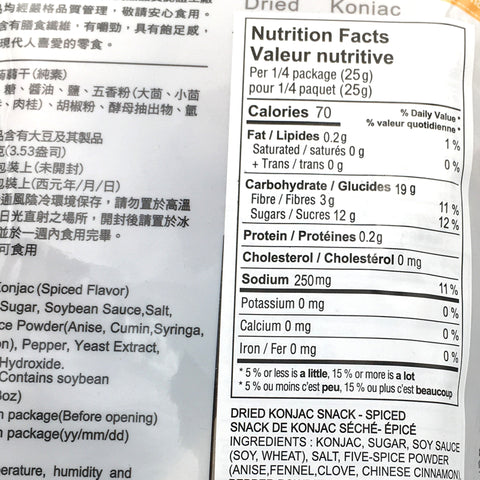 品均經嚴格品質管理，敬請安心食用。
含有膳食纖維，有嚼勁，具有飽足感，
現代人喜愛的零食。
蒟蒻干(純素)
、糖、醬油、鹽、五香粉(大茴、小茴
、肉桂)、胡椒粉、酵母抽出物、氫
品含有大豆及其製品
克(3.53盎司)
包裝上(未開封)
包裝上(西元年/月/日)
通風陰冷環境保存，請勿置於高溫
日光直射之場所，開封後請置於冰
並於一週內食用完畢。
可食用
Konjac (Spiced Flavor)
Sugar, Soybean Sauce,Salt,
ce Powder(Anise, Cumin,Syringa,
on), Pepper, Yeast Extract,
Hydroxide.
Contains soybean
3oz)
n package(Before opening)
n package(yy/mm/dd)
perature, humidity and
Dried Konjac
Nutrition Facts
Valeur nutritive
Per 1/4 package (25g)
pour 1/4 paquet (25g)
Calories 70
% Daily Value *
% valeur quotidienne *
Fat / Lipides 0.2g 1 %
Saturated / saturés 0 g
+ Trans / trans 0 g 0 %
Carbohydrate / Glucides 19 g
Fibre / Fibres 3 g 11 %
Sugars / Sucres 12 g 12 %
Protein / Protéines 0.2g
Cholesterol / Cholestérol 0 mg
Sodium 250mg 11 %
Potassium 0 mg 0 %
Calcium 0 mg 0 %
Iron / Fer 0 mg 0 %
* 5 % or less is a little, 15 % or more is a lot
* 5 % ou moins c'est peu, 15 % ou plus c'est beaucoup
DRIED KONJAC SNACK - SPICED
SNACK DE KONJAC SÉCHÉ- ÉPICÉ
INGREDIENTS : KONJAC, SUGAR, SOY SAUCE
(SOY, WHEAT), SALT, FIVE-SPICE POWDER
(ANISE,FENNEL,CLOVE, CHINESE CINNAMON),